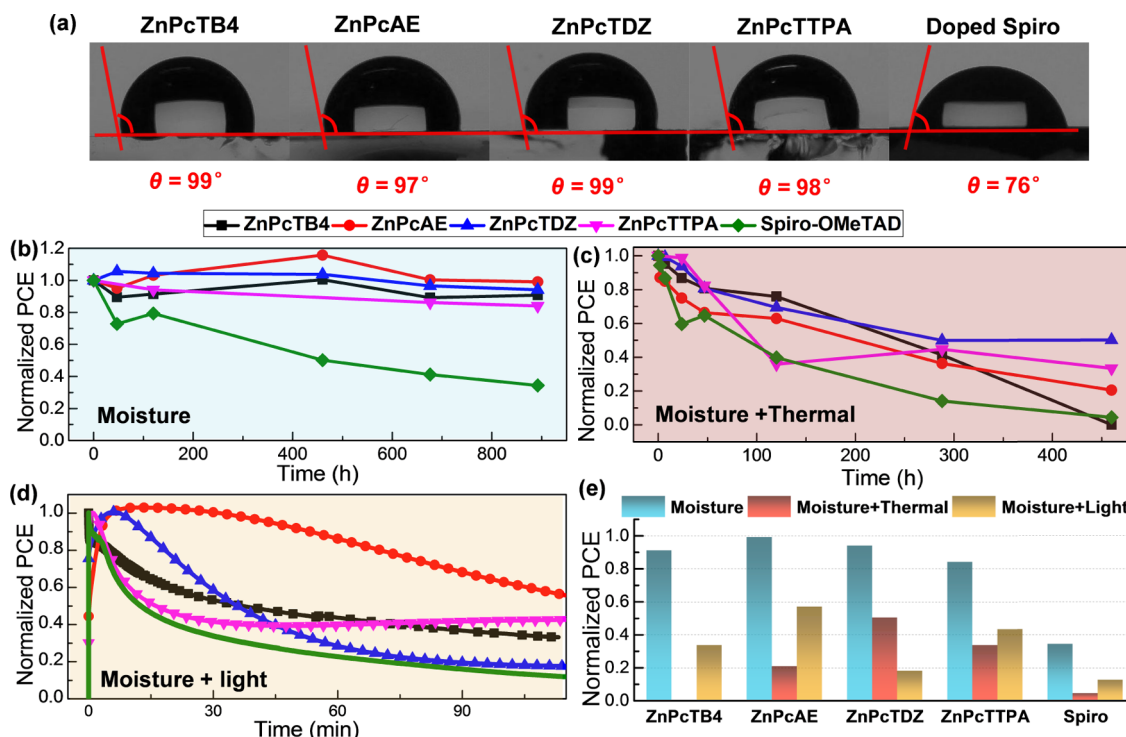 (a)
ZnPcTB4 ZnPcAE ZnPcTDZ ZnPcTTPA Doped Spiro
θ = 99° θ = 97° θ = 99° θ = 98° θ = 76°
ZnPcTB4 ZnPcAE ZnPcTDZ ZnPcTTPA Spiro-OMeTAD
(b)
Normalized PCE
1.2
1.0
0.8
0.6
0.4
0.2
0.0
Moisture
0 200 400 600 800
Time (h)
(c)
Normalized PCE
1.0
0.8
0.6
0.4
0.2
0.0
Moisture +Thermal
0 100 200 300 400
Time (h)
(d)
Normalized PCE
1.0
0.8
0.6
0.4
0.2
0.0
Moisture + light
0 30 60 90
Time (min)
(e)
Moisture Moisture+Thermal Moisture+Light
Normalized PCE
1.0
0.8
0.6
0.4
0.2
0.0
ZnPcTB4 ZnPcAE ZnPcTDZ ZnPcTTPA Spiro